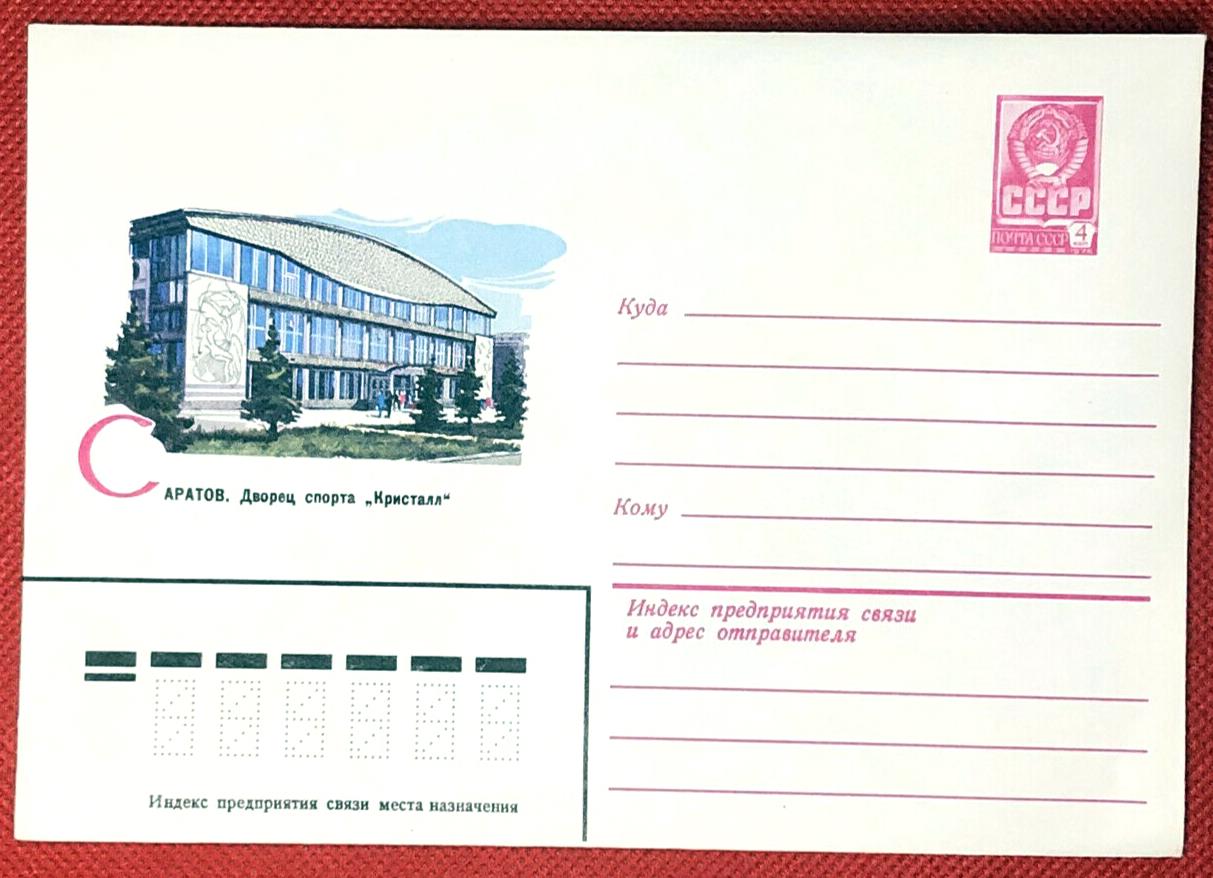 СССР
ПОЧТА СССР 4
Куда
САРАТОВ. Дворец спорта „Кристалл“
Кому
Индекс предприятия связи
и адрес отправителя
Индекс предприятия связи места назначения